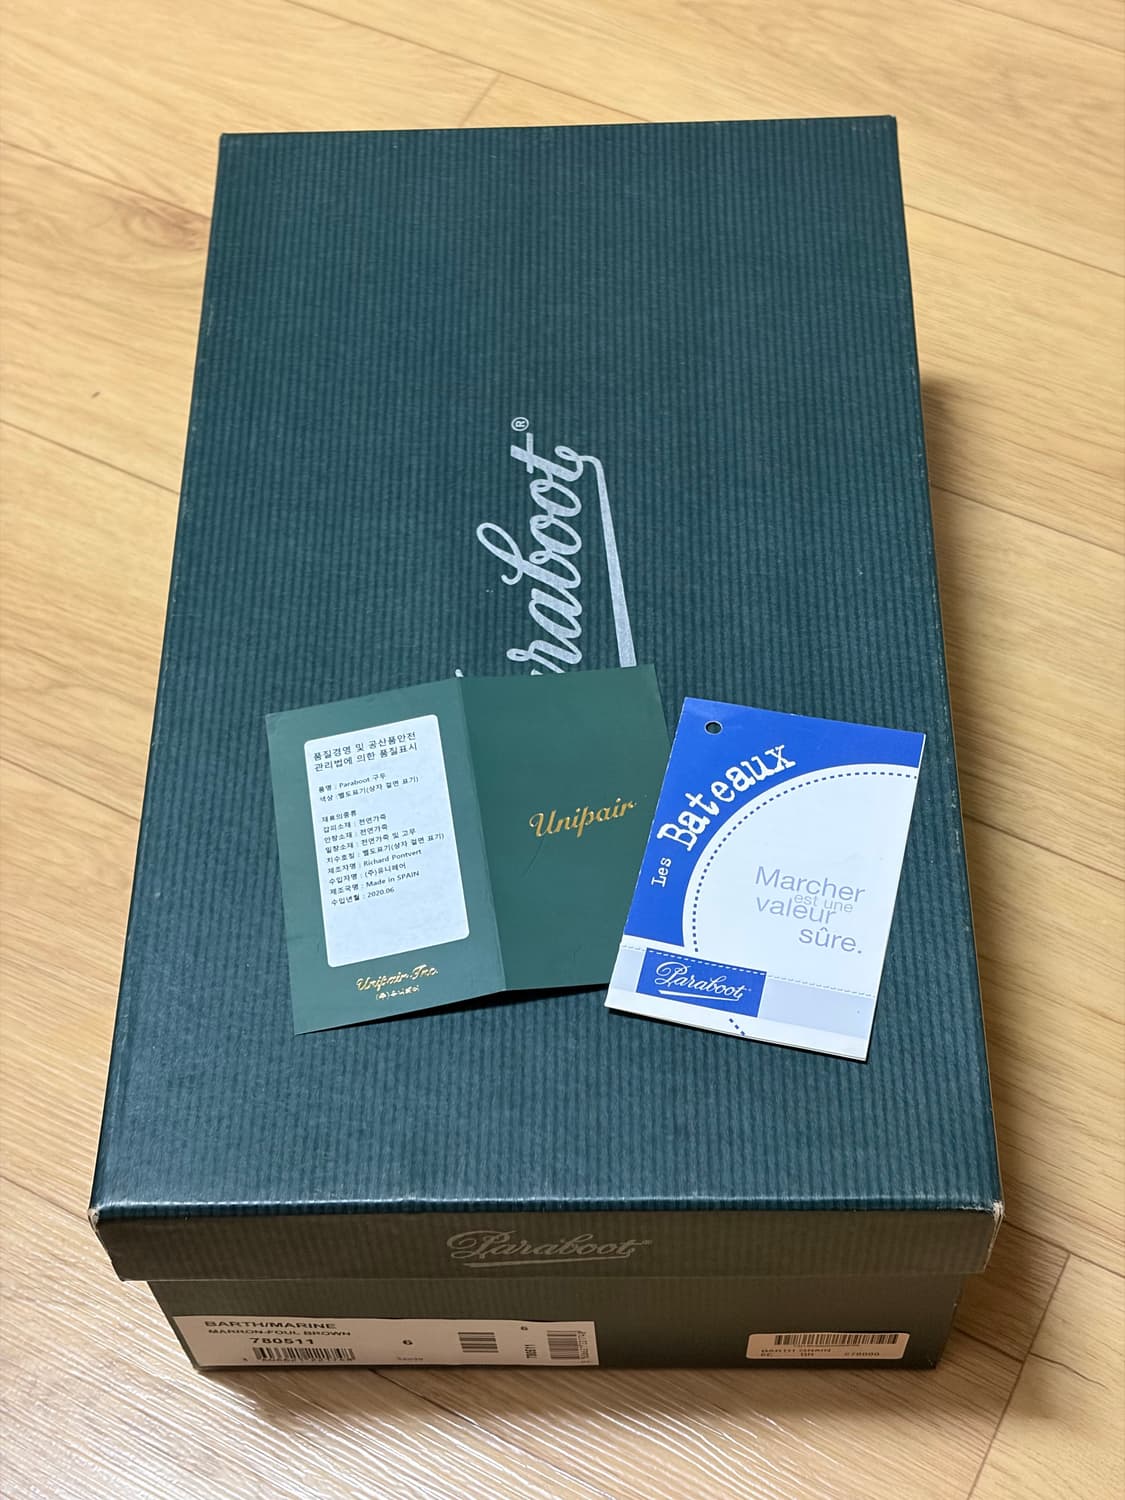 Paraboot®
품질경영 및 공산품안전
관리법에 의한 품질표시
품명 : Paraboot 구두
색상 : 별도표기(상자 겉면 표기)
재료의종류
갑피소재 : 천연가죽
안창소재 : 천연가죽
밑창소재 : 천연가죽 및 고무
치수호칭 : 별도표기(상자 겉면 표기)
제조자명 : Richard Pontvert
수입자명 : (주)유니페어
제조국명 : Made in SPAIN
수입년월 : 2020.06
Unipair Inc.
(주)유니페어
Unipair
Les Bateaux
Marcher
est une
valeur
sûre.
Paraboot
Paraboot
BARTH/MARINE
MARRON-FOUL BROWN
780511
6
6
780511